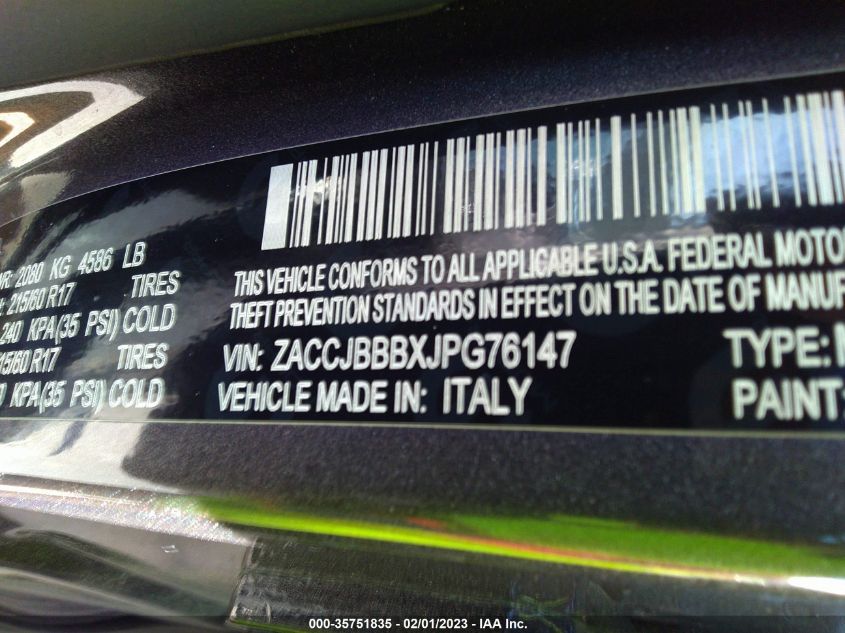 2080 KG 4586 LB
215/60 R17 TIRES
240 KPA(35 PSI) COLD
R17 TIRES
KPA(35 PSI) COLD
THIS VEHICLE CONFORMS TO ALL APPLICABLE U.S.A. FEDERAL MOTOR
THEFT PREVENTION STANDARDS IN EFFECT ON THE DATE OF MANUF
VIN: ZACCJBBBXJPG76147 TYPE:
VEHICLE MADE IN: ITALY PAINT:
000-35751835 / 02/01/2023 - IAA Inc.